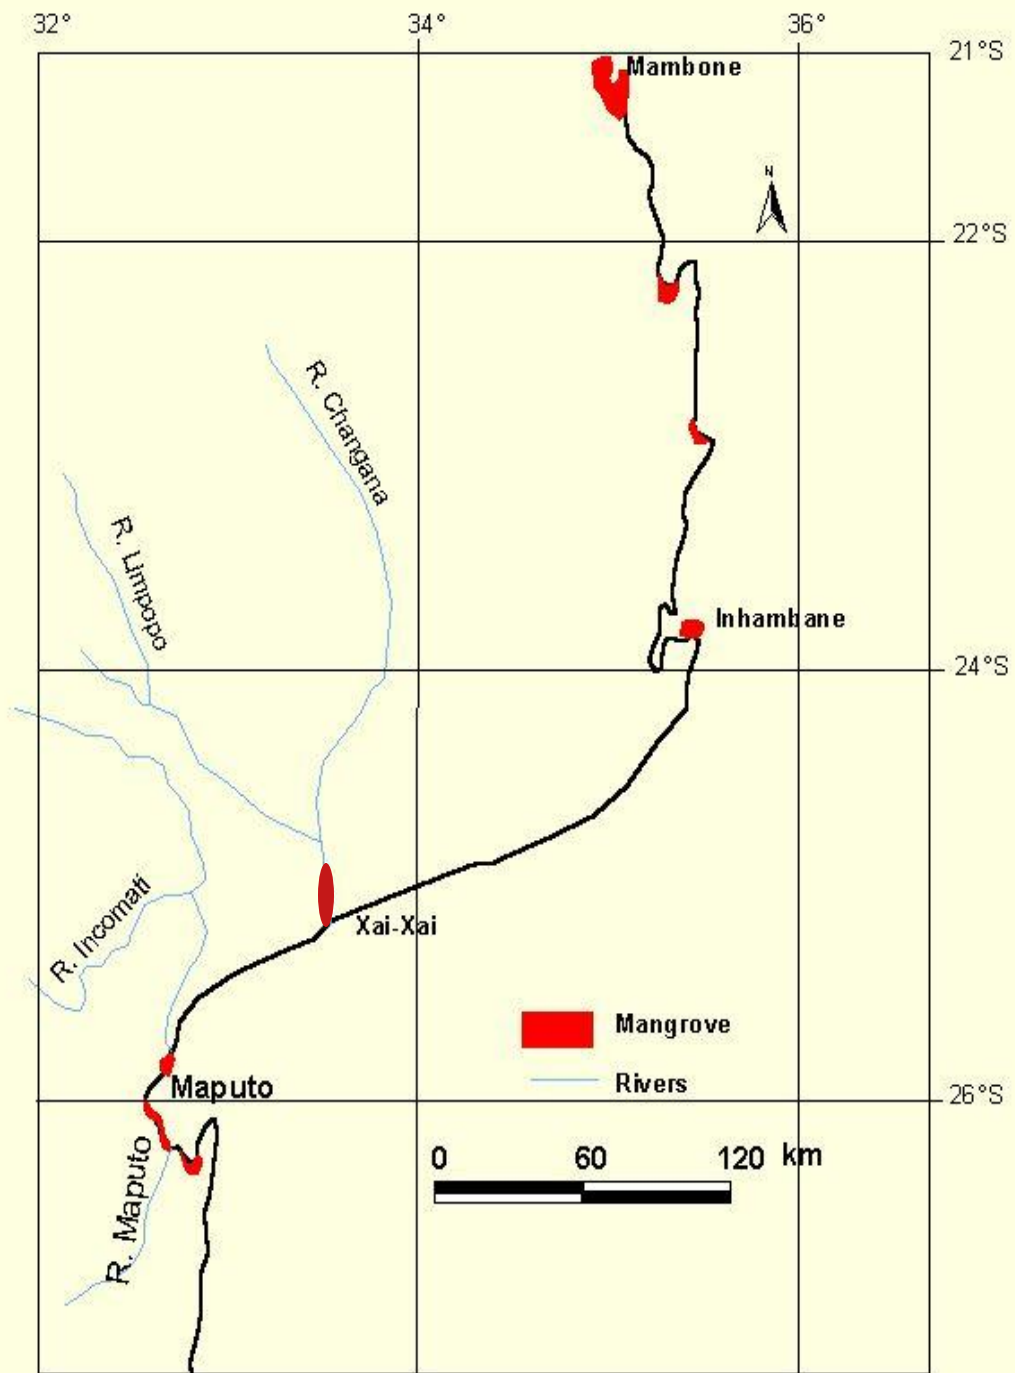 32°
34°
36°
21°S
Mambone
N
22°S
R. Changana
R. Limpopo
Inhambane
24°S
R. Incomati
Xai-Xai
Mangrove
Rivers
Maputo
26°S
R. Maputo
0 60 120 km